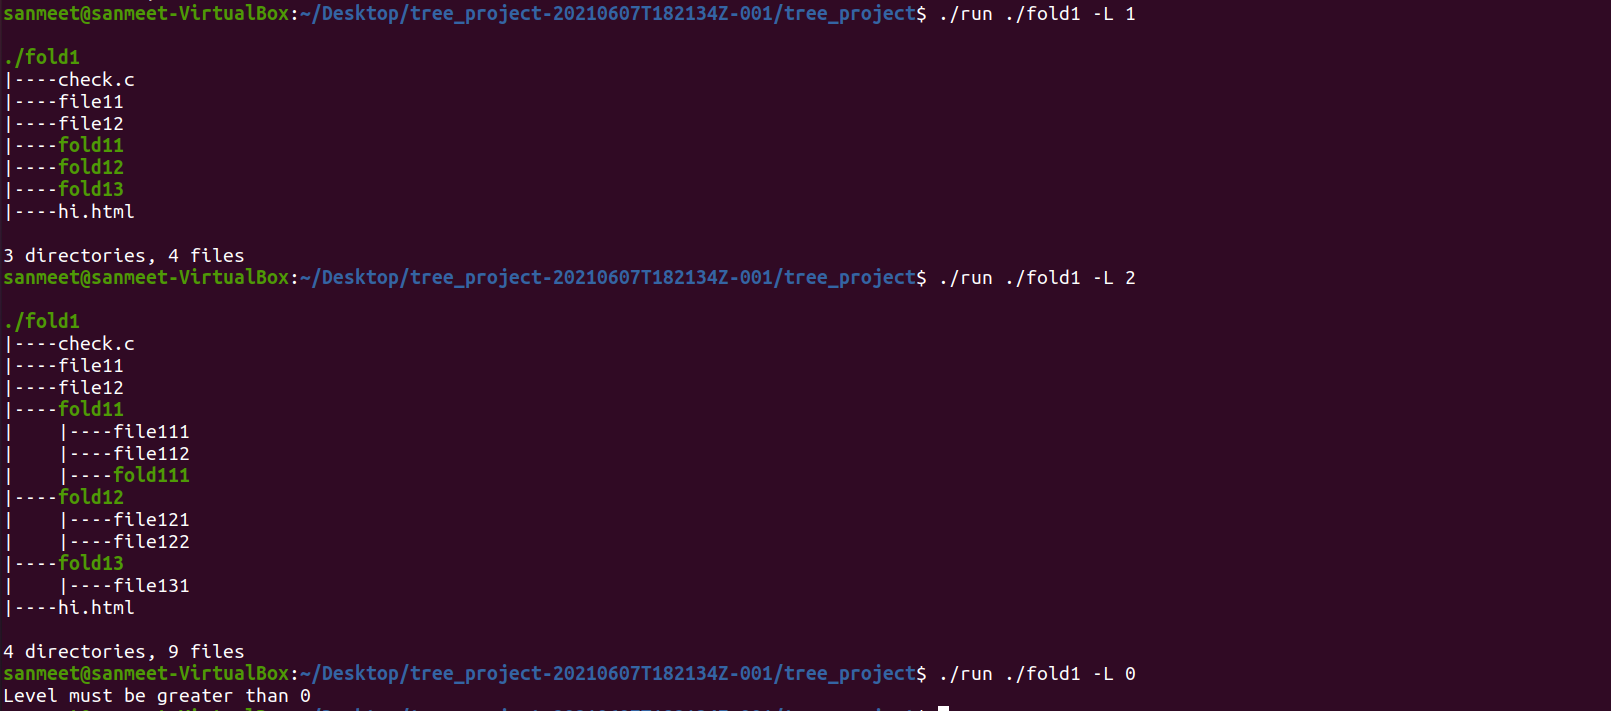 sanmeet@sanmeet-VirtualBox:~/Desktop/tree_project-20210607T182134Z-001/tree_project$ ./run ./fold1 -L 1
./fold1
|----check.c
|----file11
|----file12
|----fold11
|----fold12
|----fold13
|----hi.html
3 directories, 4 files
sanmeet@sanmeet-VirtualBox:~/Desktop/tree_project-20210607T182134Z-001/tree_project$ ./run ./fold1 -L 2
./fold1
|----check.c
|----file11
|----file12
|----fold11
|    |----file111
|    |----file112
|    |----fold111
|----fold12
|    |----file121
|    |----file122
|----fold13
|    |----file131
|----hi.html
4 directories, 9 files
sanmeet@sanmeet-VirtualBox:~/Desktop/tree_project-20210607T182134Z-001/tree_project$ ./run ./fold1 -L 0
Level must be greater than 0